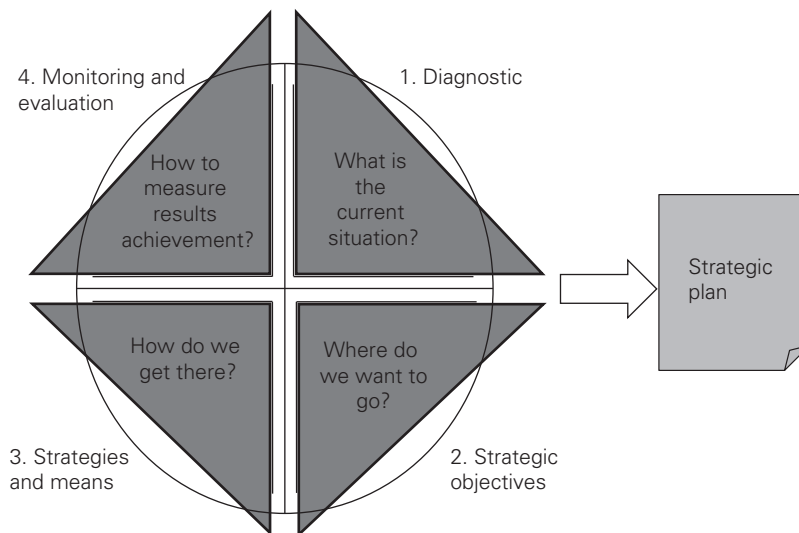 4. Monitoring and
evaluation
1. Diagnostic
How to
measure
results
achievement?
What is
the
current
situation?
Strategic
plan
How do we
get there?
Where do
we want to
go?
3. Strategies
and means
2. Strategic
objectives